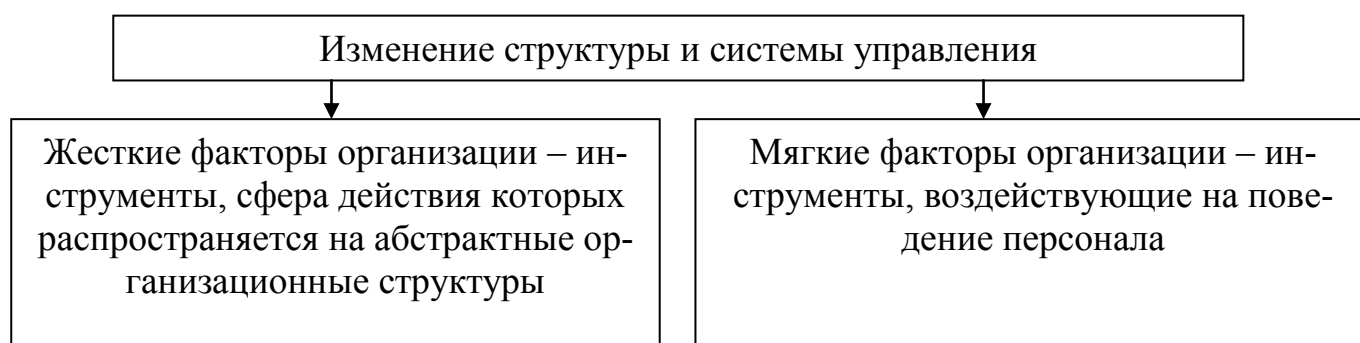 Изменение структуры и системы управления
Жесткие факторы организации – ин-
струменты, сфера действия которых
распространяется на абстрактные ор-
ганизационные структуры
Мягкие факторы организации – ин-
струменты, воздействующие на пове-
дение персонала